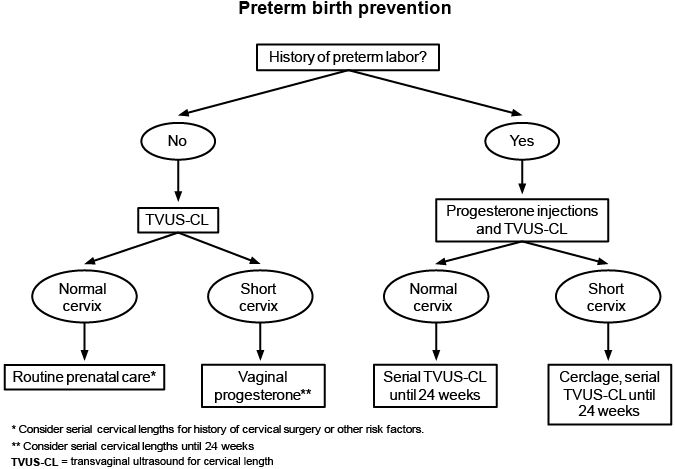 Preterm birth prevention
History of preterm labor?
No
Yes
TVUS-CL
Progesterone injections
and TVUS-CL
Normal
cervix
Short
cervix
Normal
cervix
Short
cervix
Routine prenatal care*
Vaginal
progesterone**
Serial TVUS-CL
until 24 weeks
Cerclage, serial
TVUS-CL until
24 weeks
* Consider serial cervical lengths for history of cervical surgery or other risk factors.
** Consider serial cervical lengths until 24 weeks
TVUS-CL = transvaginal ultrasound for cervical length